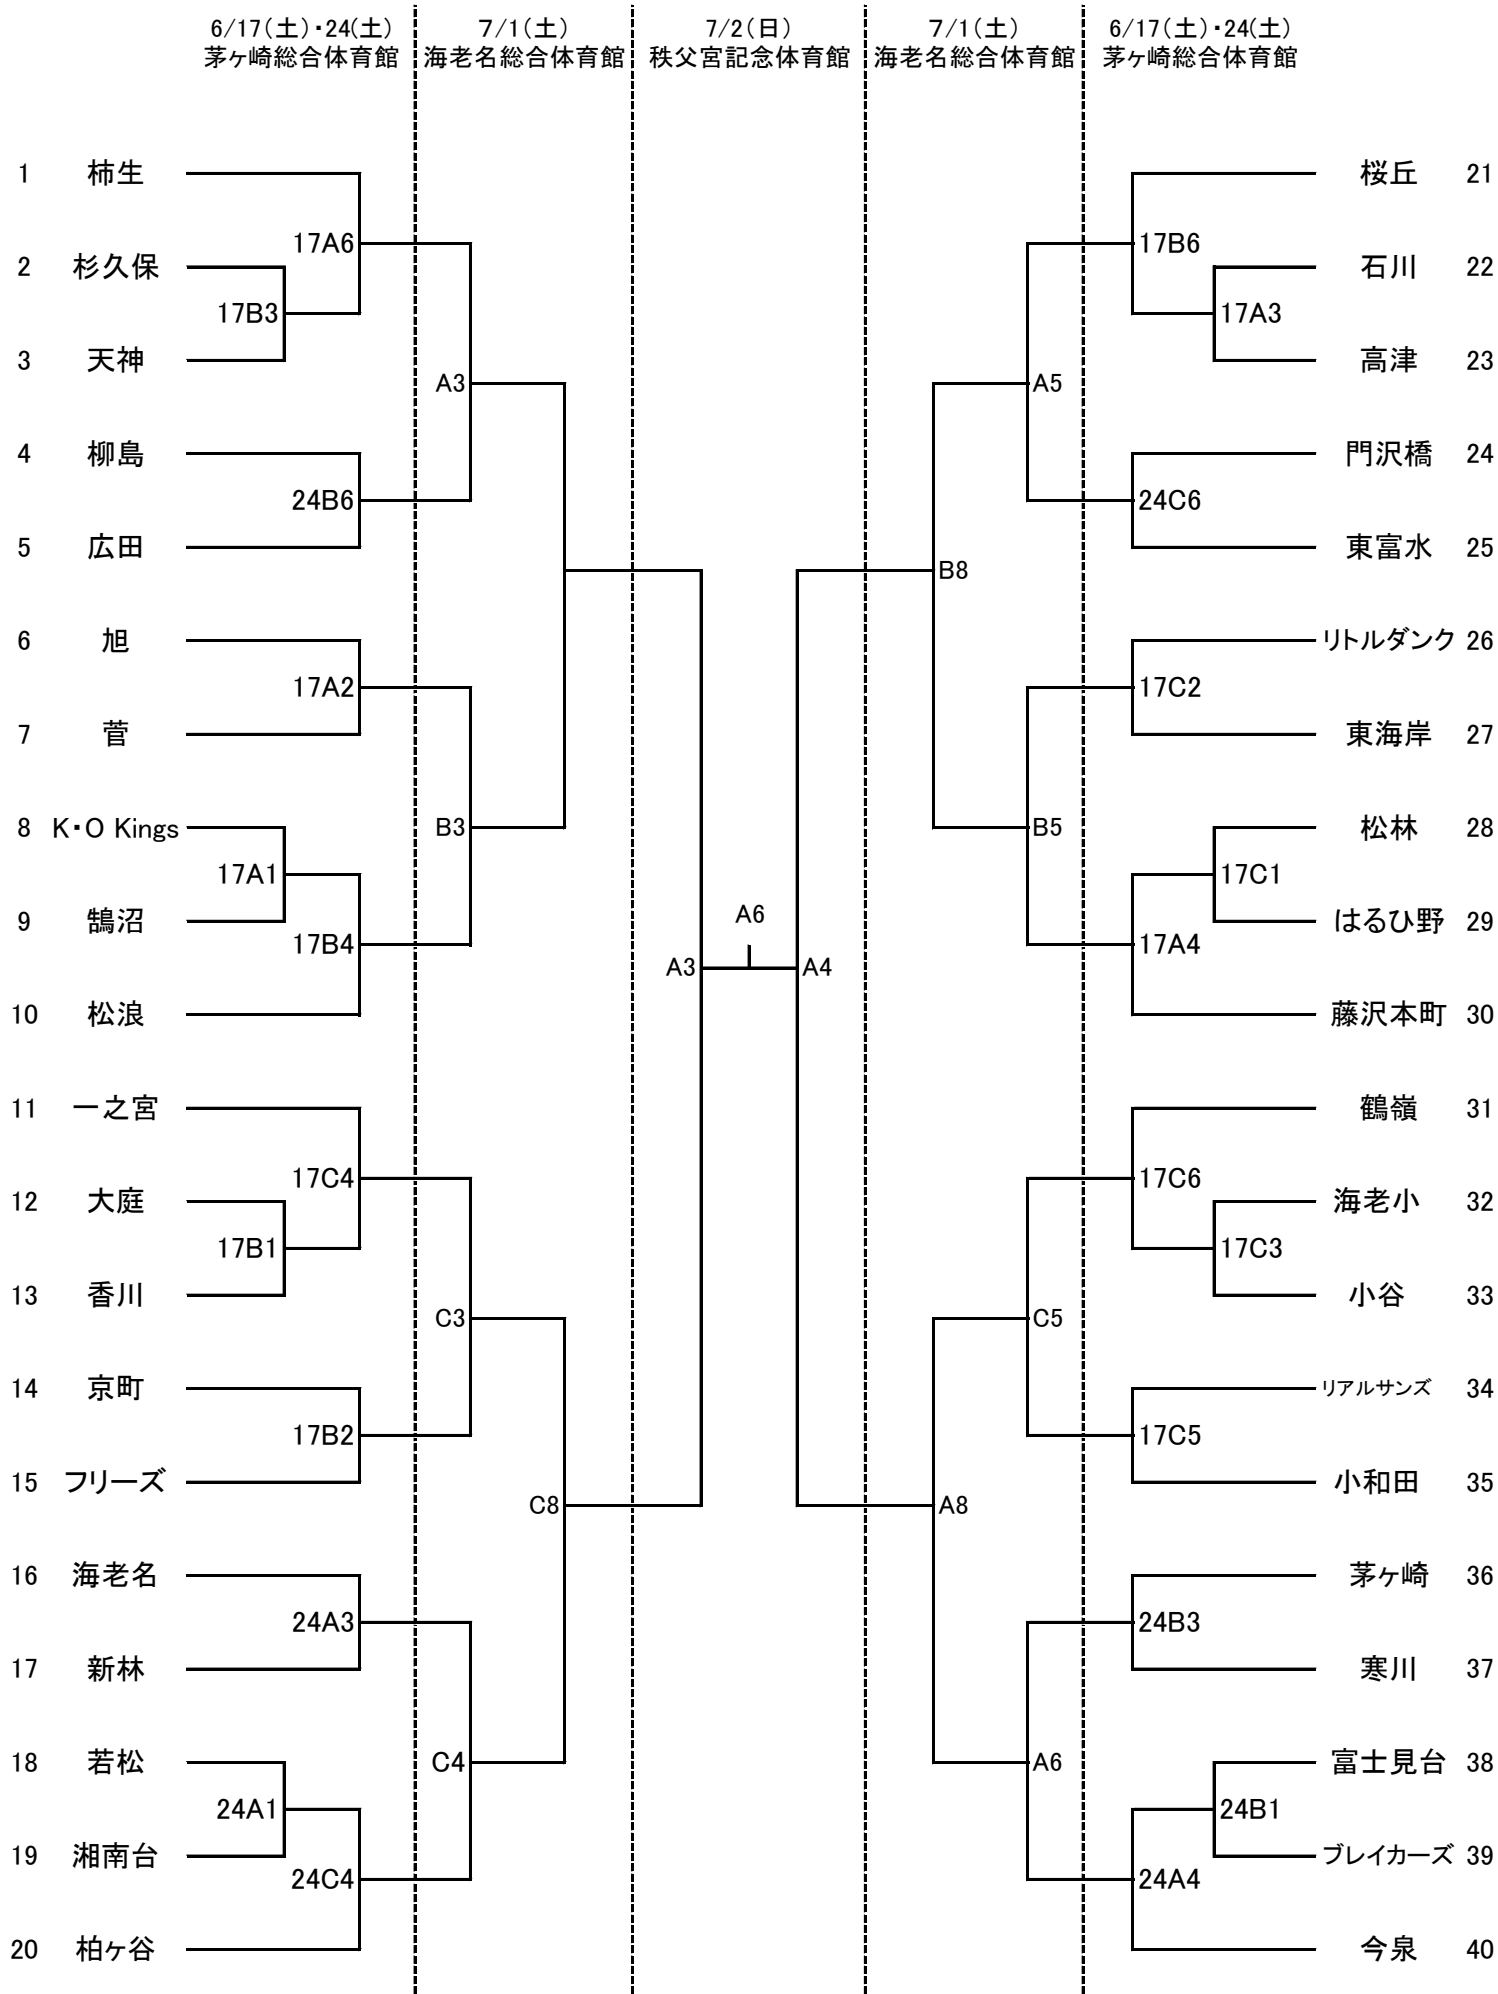 6/17(土)・24(土) 7/1(土) 7/2(日) 7/1(土) 6/17(土)・24(土)
茅ヶ崎総合体育館 海老名総合体育館 秩父宮記念体育館 海老名総合体育館 茅ヶ崎総合体育館
1 柿生 桜丘 21
17A6 17B6
2 杉久保 石川 22
17B3 17A3
3 天神 高津 23
A3 A5
4 柳島 門沢橋 24
24B6 24C6
5 広田 東富水 25
B8
6 旭 リトルダンク 26
17A2 17C2
7 菅 東海岸 27
8 K・O Kings B3 B5 松林 28
17A1 17C1
9 鵠沼 A6 はるひ野 29
17B4 17A4
A3 A4
10 松浪 藤沢本町 30
11 一之宮 鶴嶺 31
17C4 17C6
12 大庭 海老小 32
17B1 17C3
13 香川 小谷 33
C3 C5
14 京町 リアルサンズ 34
17B2 17C5
15 フリーズ 小和田 35
C8 A8
16 海老名 茅ヶ崎 36
24A3 24B3
17 新林 寒川 37
18 若松 C4 A6 富士見台 38
24A1 24B1
19 湘南台 ブレイカーズ 39
24C4 24A4
20 柏ヶ谷 今泉 40